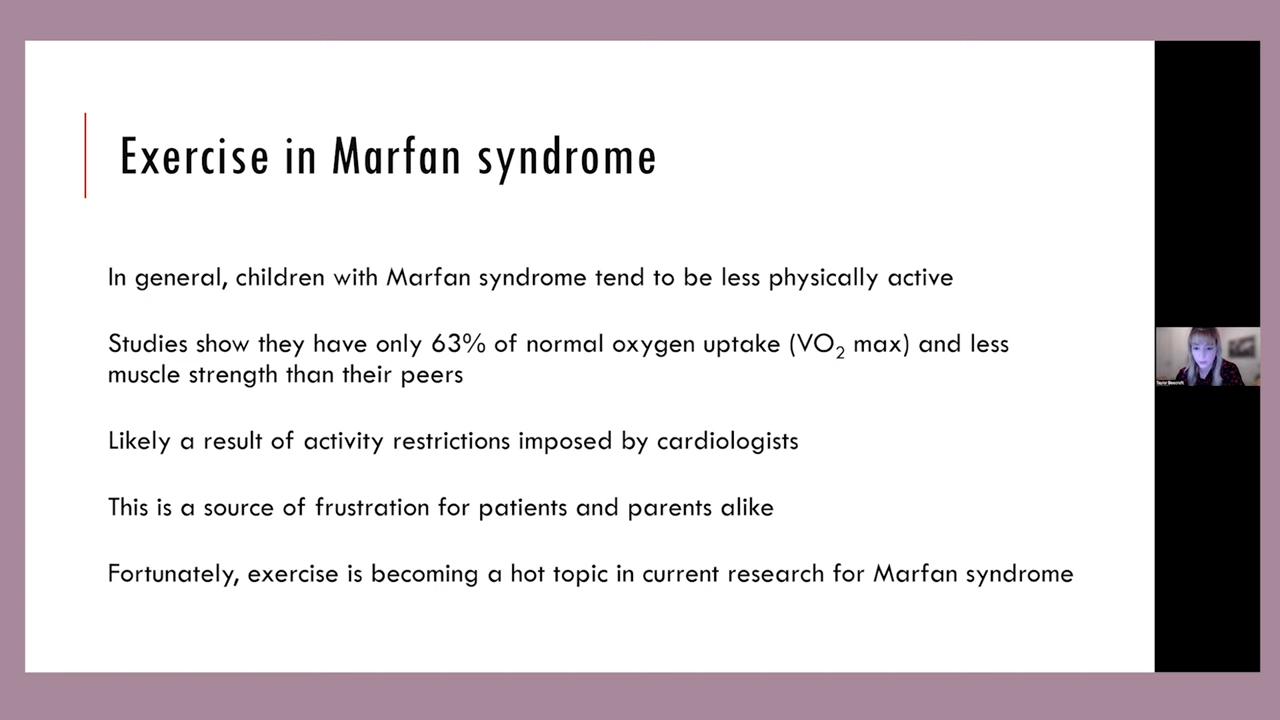 Exercise in Marfan syndrome
In general, children with Marfan syndrome tend to be less physically active
Studies show they have only 63% of normal oxygen uptake (VO₂ max) and less
muscle strength than their peers
Likely a result of activity restrictions imposed by cardiologists
This is a source of frustration for patients and parents alike
Fortunately, exercise is becoming a hot topic in current research for Marfan syndrome
Taylor Beecroft